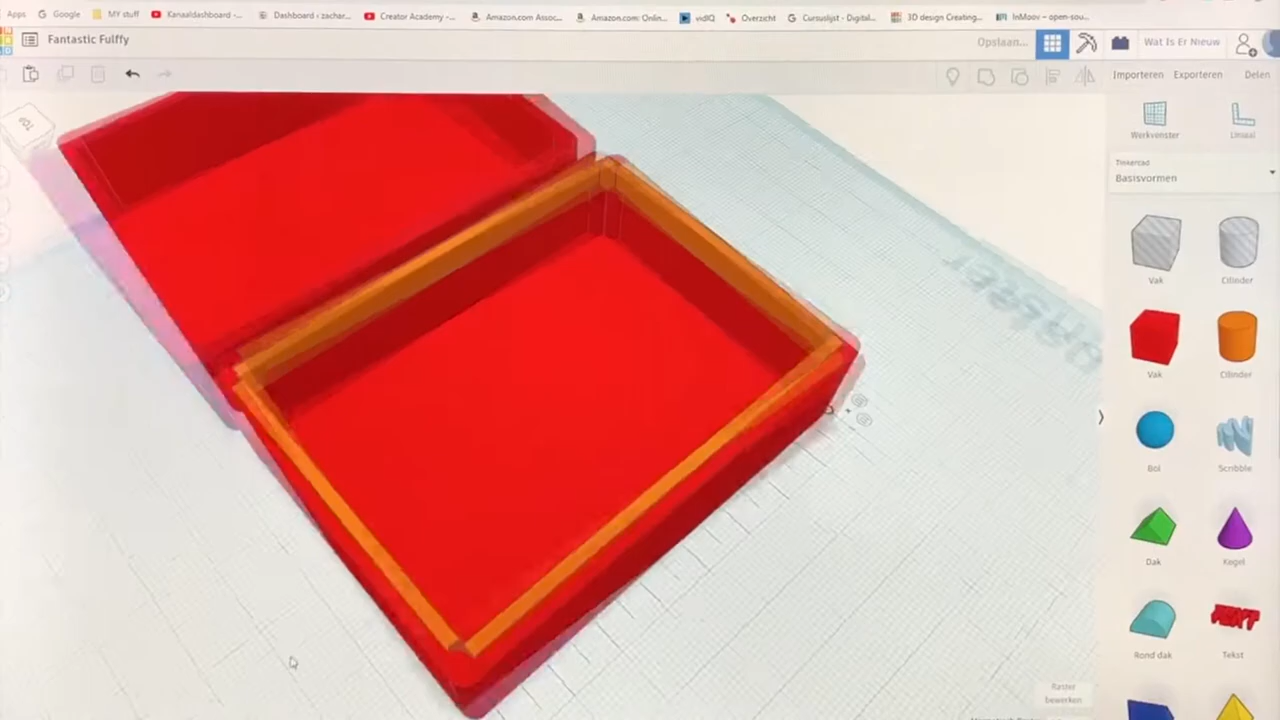 Apps Google MY stuff Kanaaldashboard -... Dashboard ‹ zachar... Creator Academy -... Amazon.com Assoc... Amazon.com: Onlin... vidIQ Overzicht Cursuslijst - Digital... 3D design Creating... InMoov – open-sou...
Fantastic Fulffy Opslaan... Wat Is Er Nieuw
Importeren Exporteren Delen
Werkvenster Liniaal
Tinkercad
Basisvormen
Vak Cilinder
Vak Cilinder
Bol Scribble
Dak Kegel
TEKST
Rond dak Tekst
Raster
bewerken